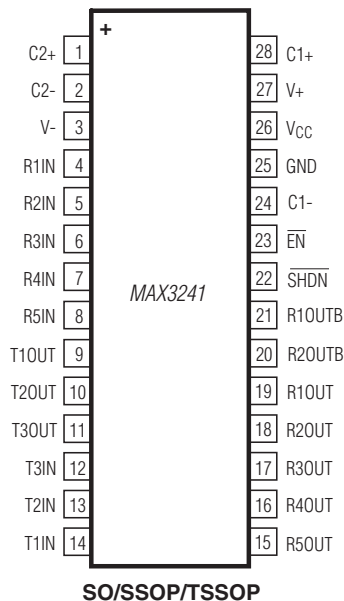 +
C2+ 1 28 C1+
C2- 2 27 V+
V- 3 26 VCC
R1IN 4 25 GND
R2IN 5 24 C1-
R3IN 6 23 E̅N̅
R4IN 7 22 S̅H̅D̅N̅
MAX3241
R5IN 8 21 R1OUTB
T1OUT 9 20 R2OUTB
T2OUT 10 19 R1OUT
T3OUT 11 18 R2OUT
T3IN 12 17 R3OUT
T2IN 13 16 R4OUT
T1IN 14 15 R5OUT
SO/SSOP/TSSOP